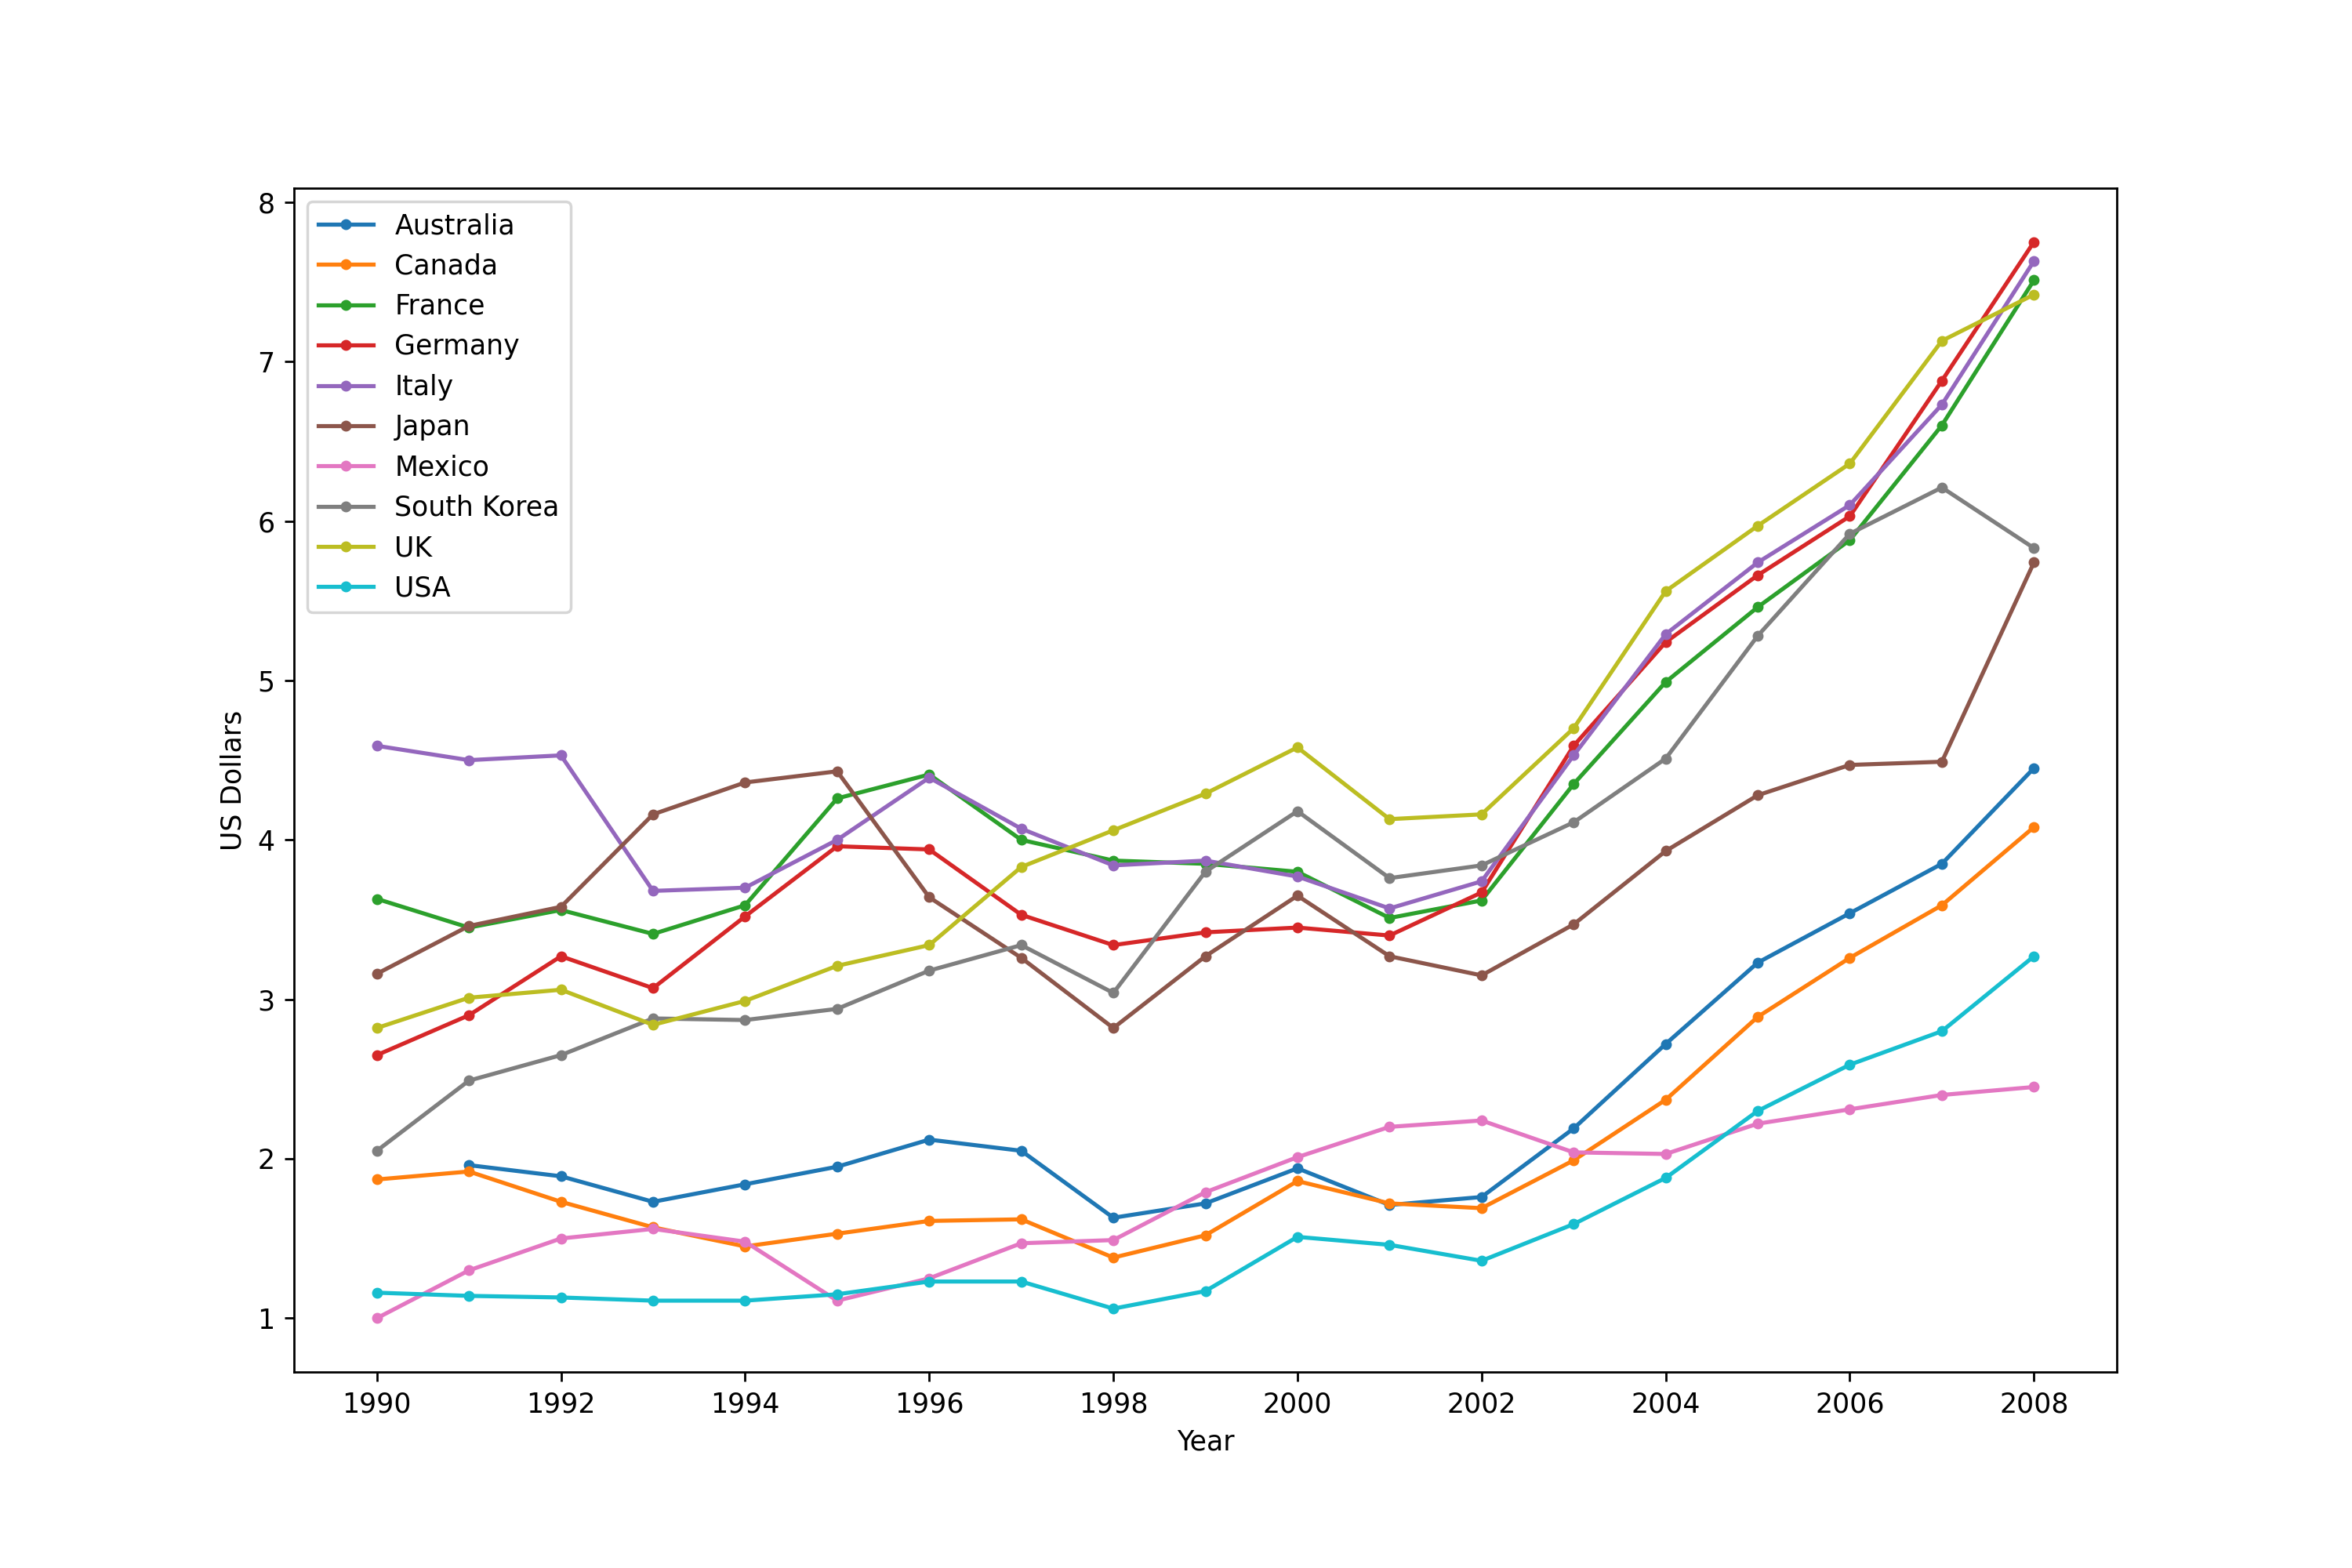 8
7
6
5
4
3
2
1
US Dollars
Australia
Canada
France
Germany
Italy
Japan
Mexico
South Korea
UK
USA
1990 1992 1994 1996 1998 2000 2002 2004 2006 2008
Year